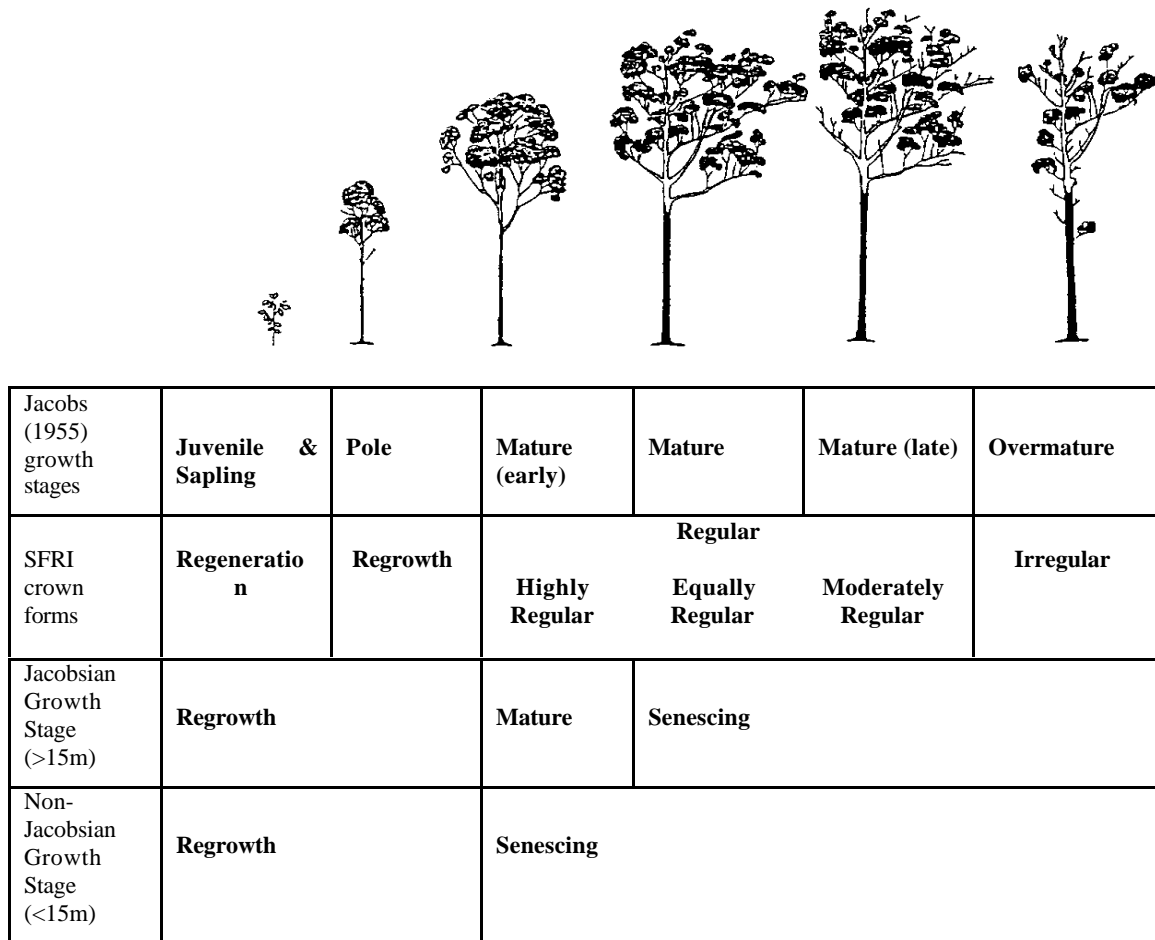 Jacobs
(1955)
growth
stages
Juvenile &
Sapling
Pole
Mature
(early)
Mature
Mature (late)
Overmature
SFRI
crown
forms
Regeneratio
n
Regrowth
Regular
Highly
Regular
Equally
Regular
Moderately
Regular
Irregular
Jacobsian
Growth
Stage
(>15m)
Regrowth
Mature
Senescing
Non-
Jacobsian
Growth
Stage
(<15m)
Regrowth
Senescing